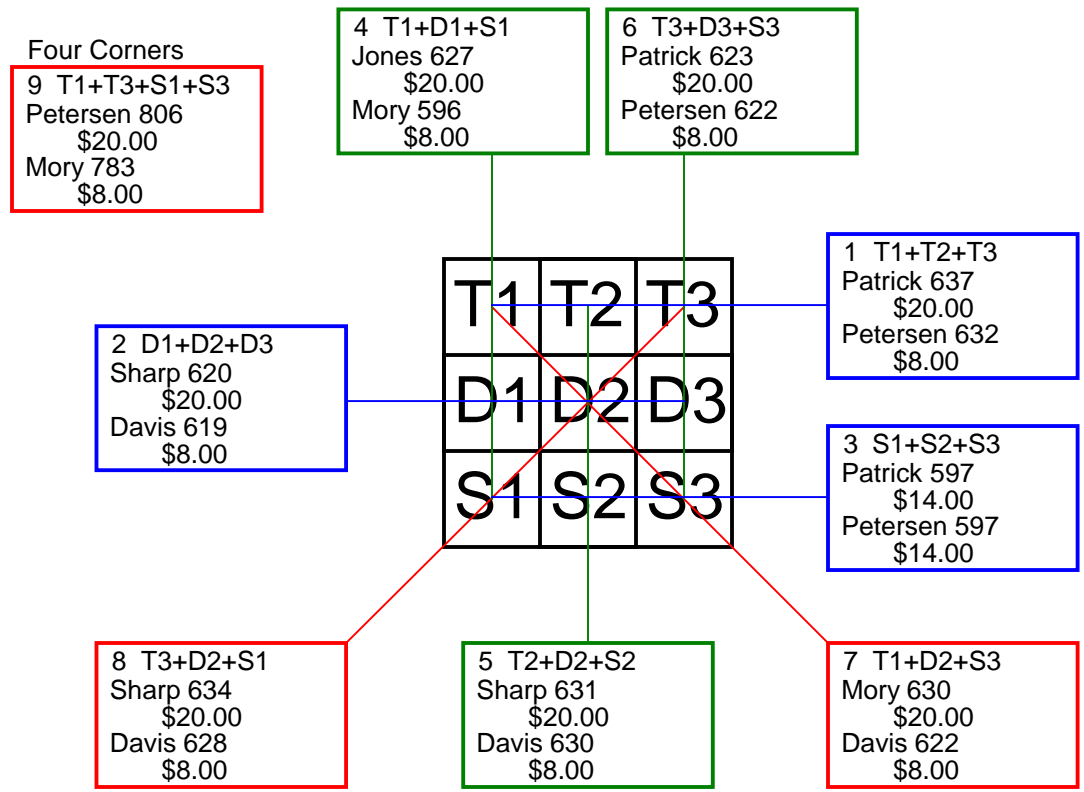 Four Corners
9 T1+T3+S1+S3
Petersen 806
$20.00
Mory 783
$8.00
4 T1+D1+S1
Jones 627
$20.00
Mory 596
$8.00
6 T3+D3+S3
Patrick 623
$20.00
Petersen 622
$8.00
1 T1+T2+T3
Patrick 637
$20.00
Petersen 632
$8.00
2 D1+D2+D3
Sharp 620
$20.00
Davis 619
$8.00
T1 T2 T3
D1 D2 D3
S1 S2 S3
3 S1+S2+S3
Patrick 597
$14.00
Petersen 597
$14.00
8 T3+D2+S1
Sharp 634
$20.00
Davis 628
$8.00
5 T2+D2+S2
Sharp 631
$20.00
Davis 630
$8.00
7 T1+D2+S3
Mory 630
$20.00
Davis 622
$8.00